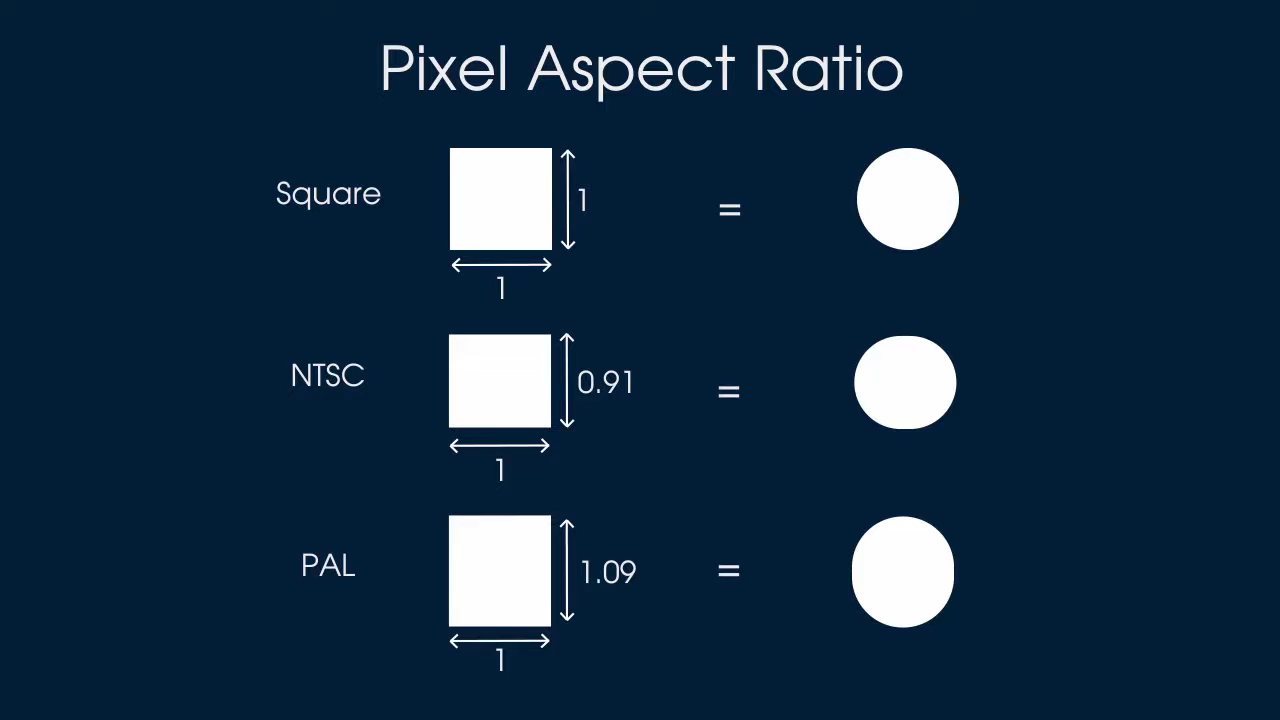 Pixel Aspect Ratio
Square
1
=
1
NTSC
0.91
=
1
PAL
1.09
=
1